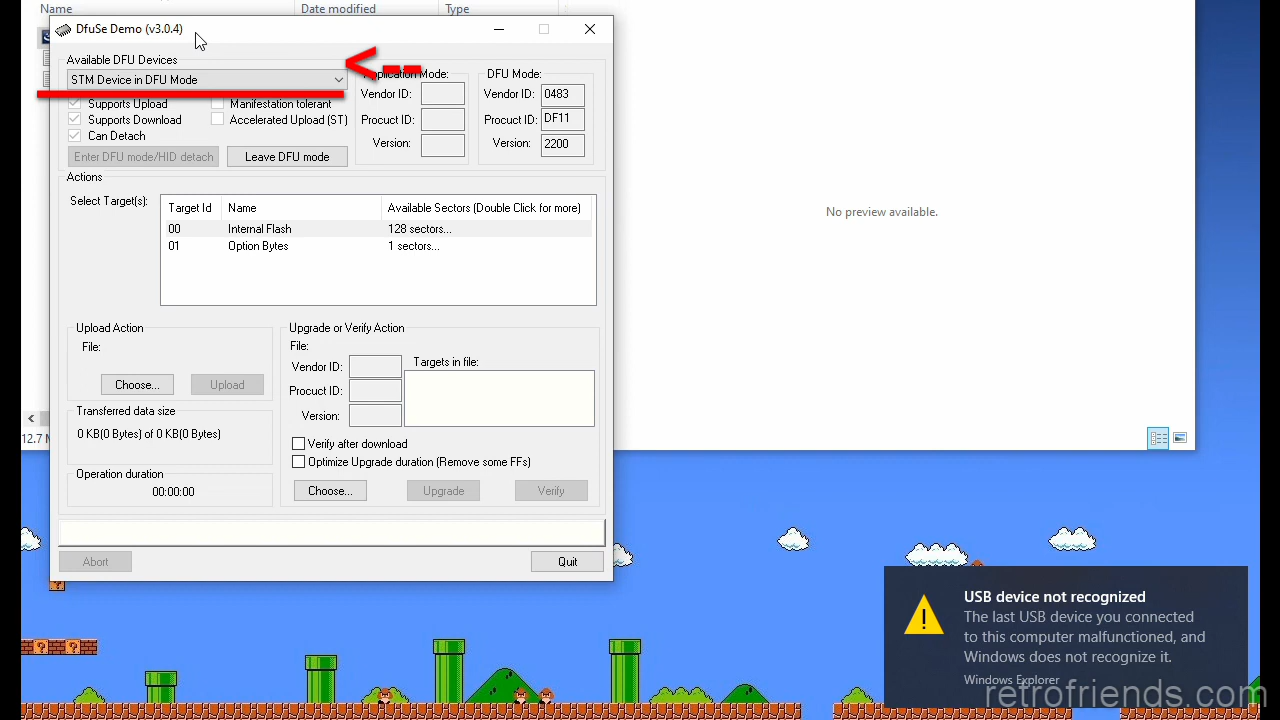 Name Date modified Type
DfuSe Demo (v3.0.4)
Available DFU Devices
STM Device in DFU Mode
<--
Supports Upload
Manifestation tolerant
Supports Download
Accelerated Upload (ST)
Can Detach
Enter DFU mode/HID detach
Leave DFU mode
Application Mode:
Vendor ID:
Procuct ID:
Version:
DFU Mode:
Vendor ID: 0483
Procuct ID: DF11
Version: 2200
Actions
Select Target(s):
Target Id Name Available Sectors (Double Click for more)
00 Internal Flash 128 sectors...
01 Option Bytes 1 sectors...
Upload Action
File:
Choose... Upload
Transferred data size
0 KB(0 Bytes) of 0 KB(0 Bytes)
Operation duration
00:00:00
Upgrade or Verify Action
File:
Vendor ID:
Procuct ID:
Version:
Targets in file:
Verify after download
Optimize Upgrade duration (Remove some FFs)
Choose... Upgrade Verify
Abort Quit
No preview available.
12.7 M
USB device not recognized
The last USB device you connected
to this computer malfunctioned, and
Windows does not recognize it.
Windows Explorer
retrofriends.com